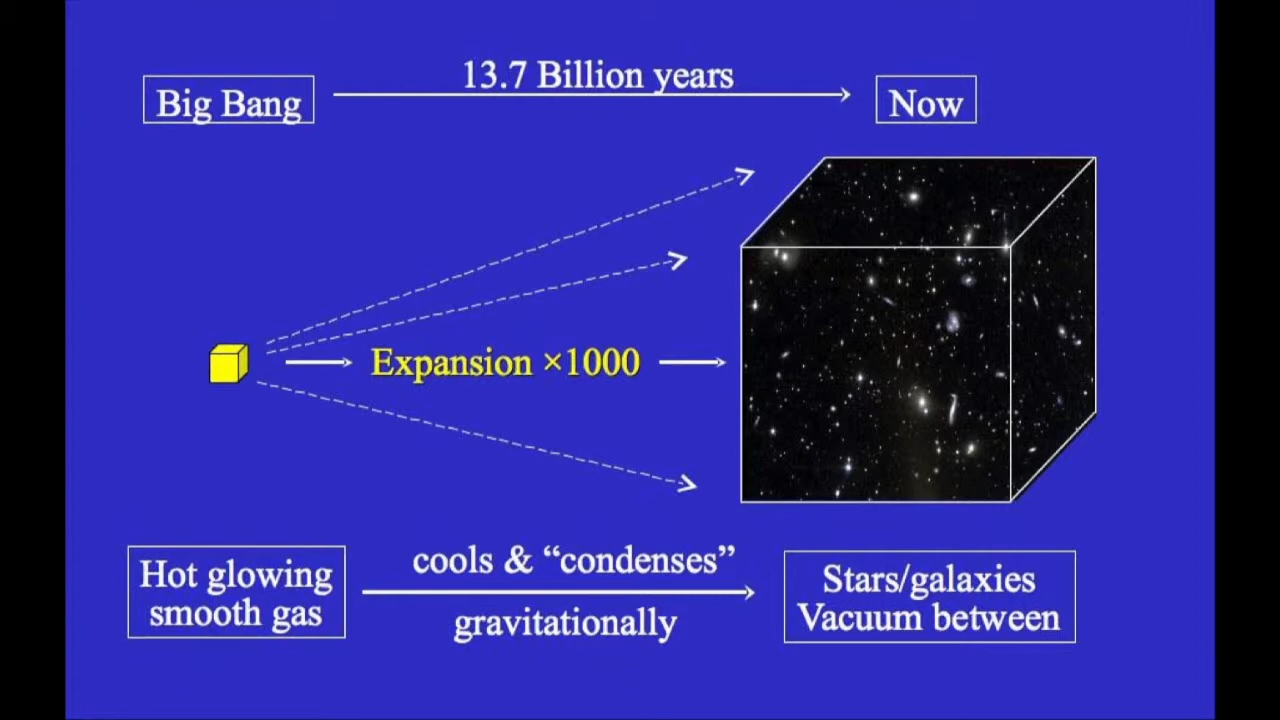 13.7 Billion years
Big Bang
Now
Expansion ×1000
cools & “condenses”
Hot glowing
smooth gas
gravitationally
Stars/galaxies
Vacuum between